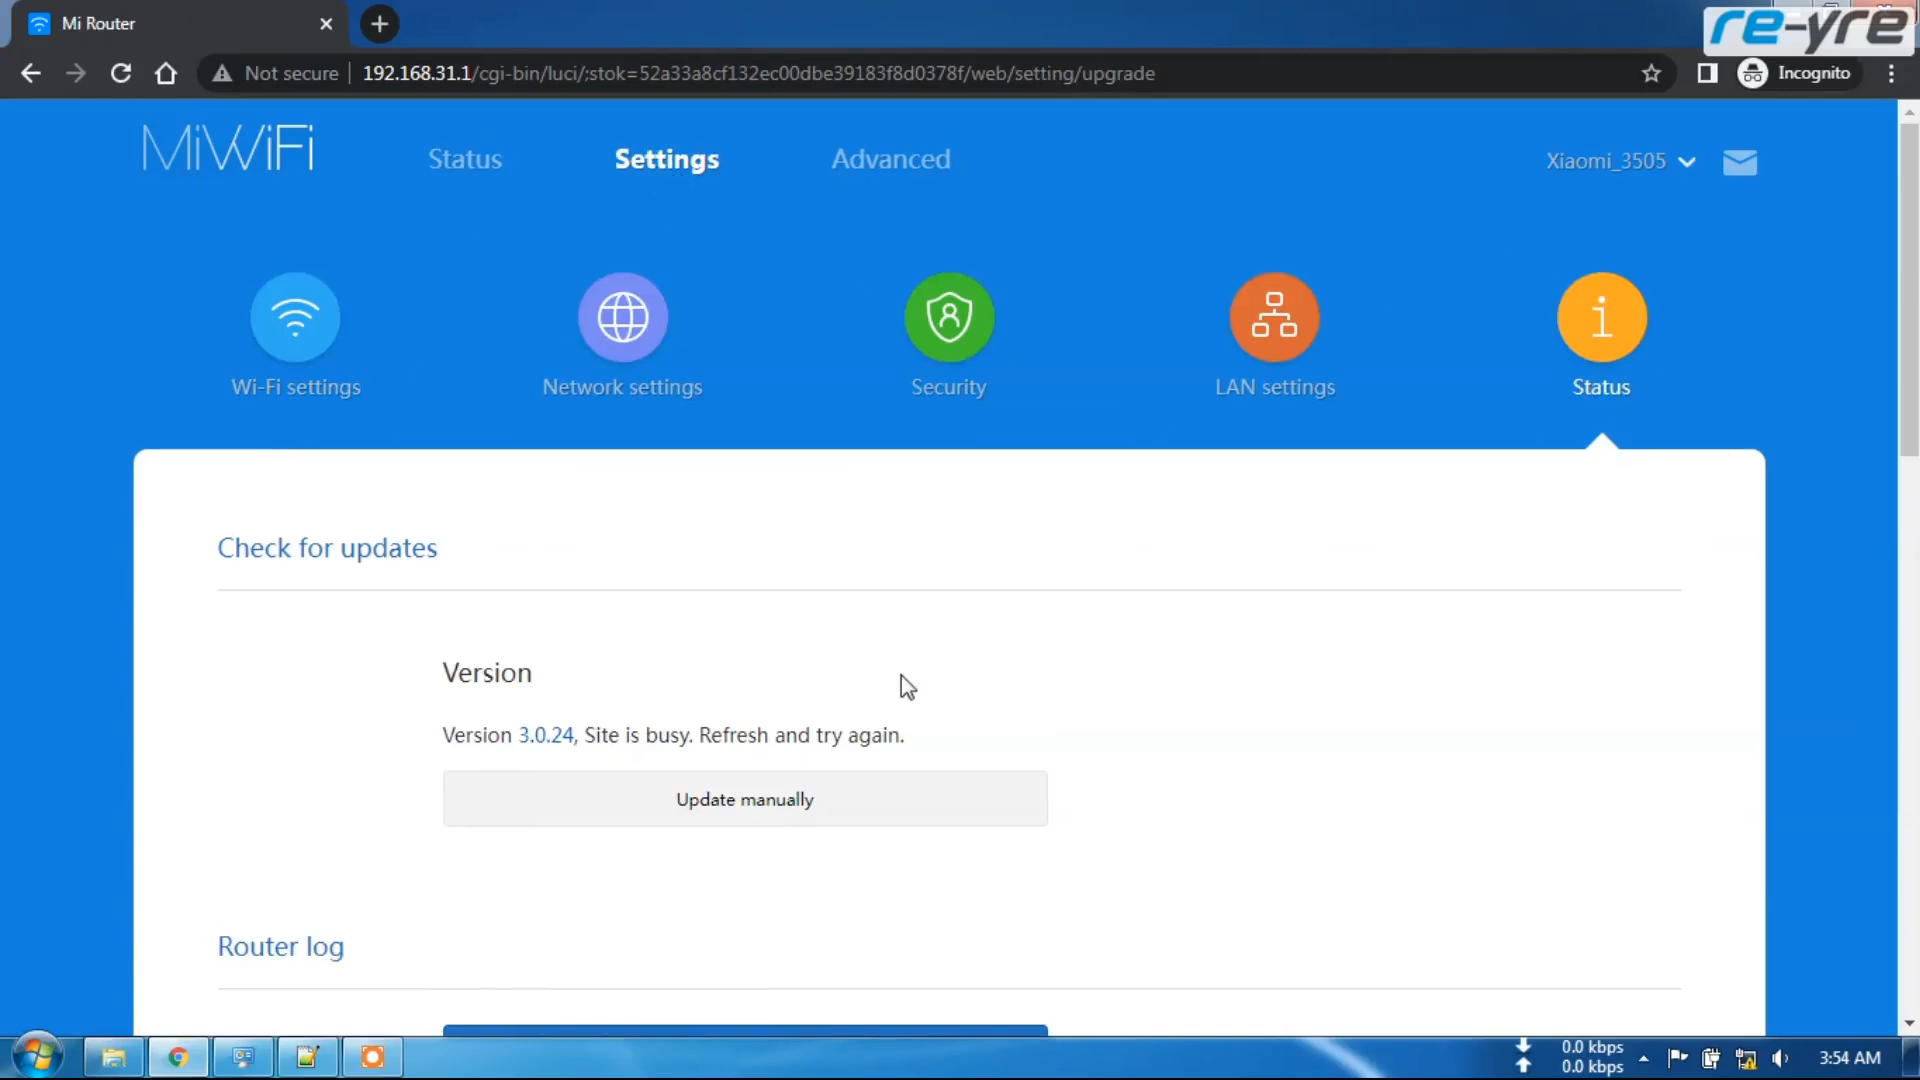 Mi Router
re-yre
Not secure
192.168.31.1/cgi-bin/luci/;stok=52a33a8cf132ec00dbe39183f8d0378f/web/setting/upgrade
Incognito
MiWiFi
Status
Settings
Advanced
Xiaomi_3505
Wi-Fi settings
Network settings
Security
LAN settings
Status
Check for updates
Version
Version 3.0.24, Site is busy. Refresh and try again.
Update manually
Router log
0.0 kbps
0.0 kbps
3:54 AM